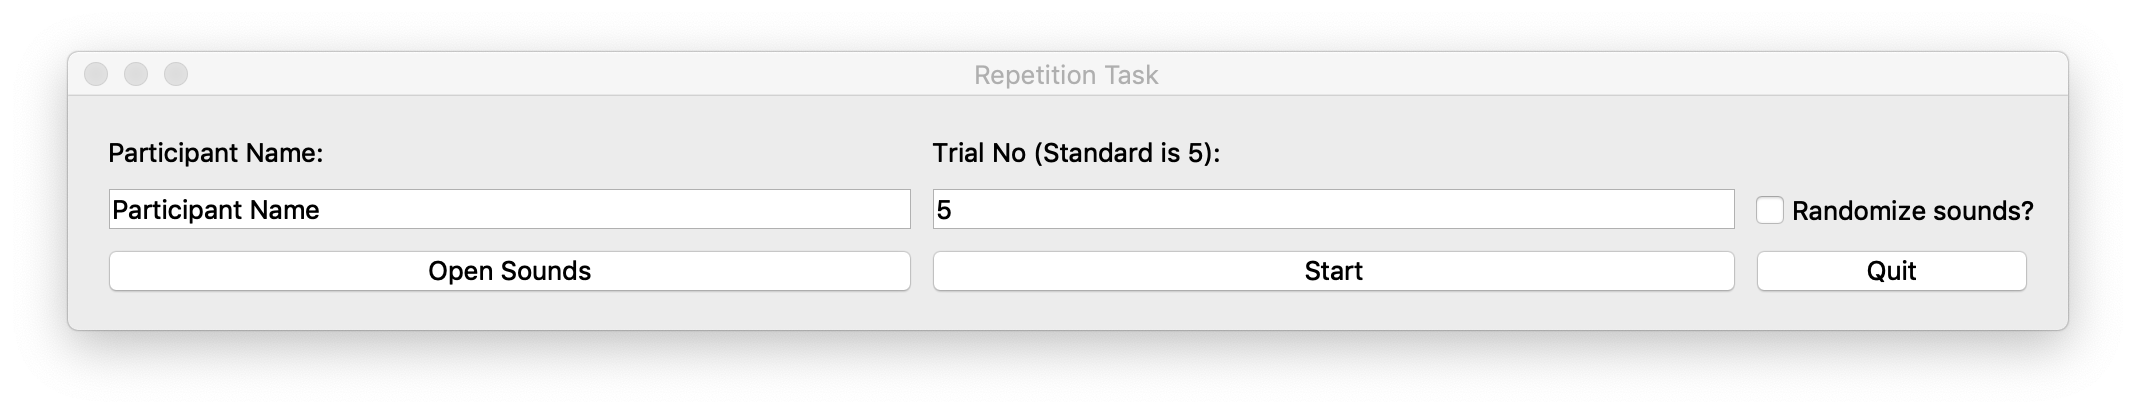 Repetition Task
Participant Name:
Trial No (Standard is 5):
Participant Name
5
Randomize sounds?
Open Sounds
Start
Quit